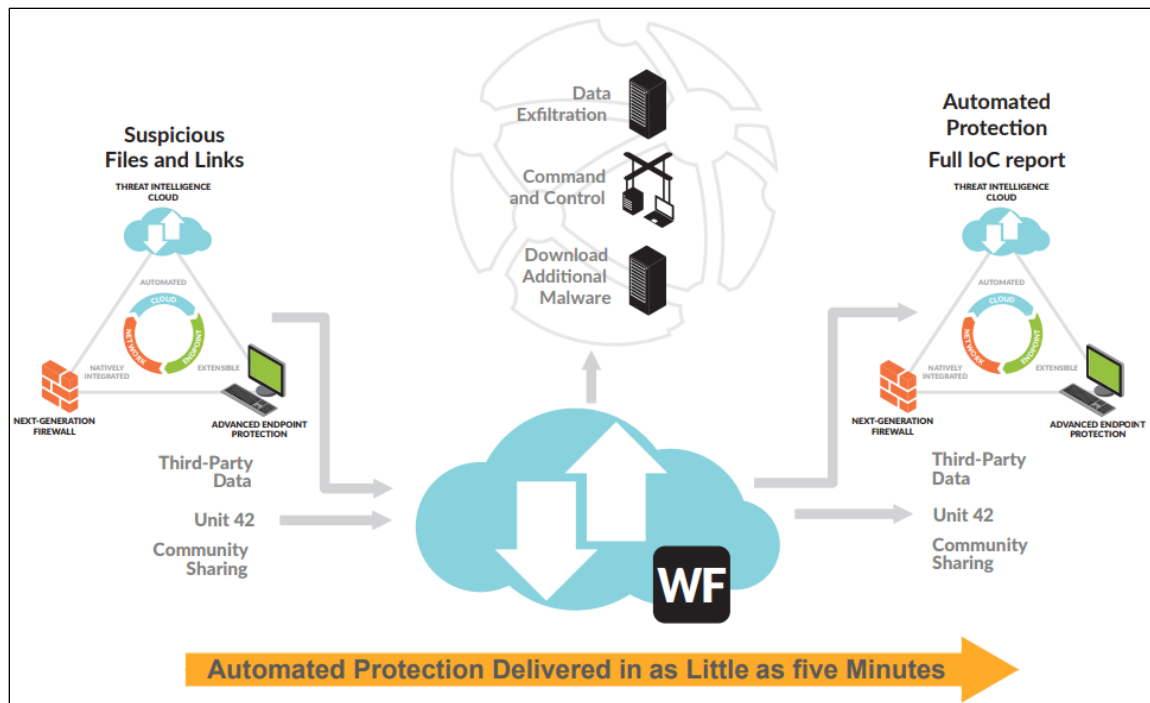 Suspicious
Files and Links
THREAT INTELLIGENCE
CLOUD
AUTOMATED
CLOUD
NETWORK
ENDPOINT
NATIVELY
INTEGRATED
EXTENSIBLE
NEXT-GENERATION
FIREWALL
ADVANCED ENDPOINT
PROTECTION
Third-Party
Data
Unit 42
Community
Sharing
Data
Exfiltration
Command
and Control
Download
Additional
Malware
WF
Automated
Protection
Full IoC report
THREAT INTELLIGENCE
CLOUD
AUTOMATED
CLOUD
NETWORK
ENDPOINT
NATIVELY
INTEGRATED
EXTENSIBLE
NEXT-GENERATION
FIREWALL
ADVANCED ENDPOINT
PROTECTION
Third-Party
Data
Unit 42
Community
Sharing
Automated Protection Delivered in as Little as five Minutes